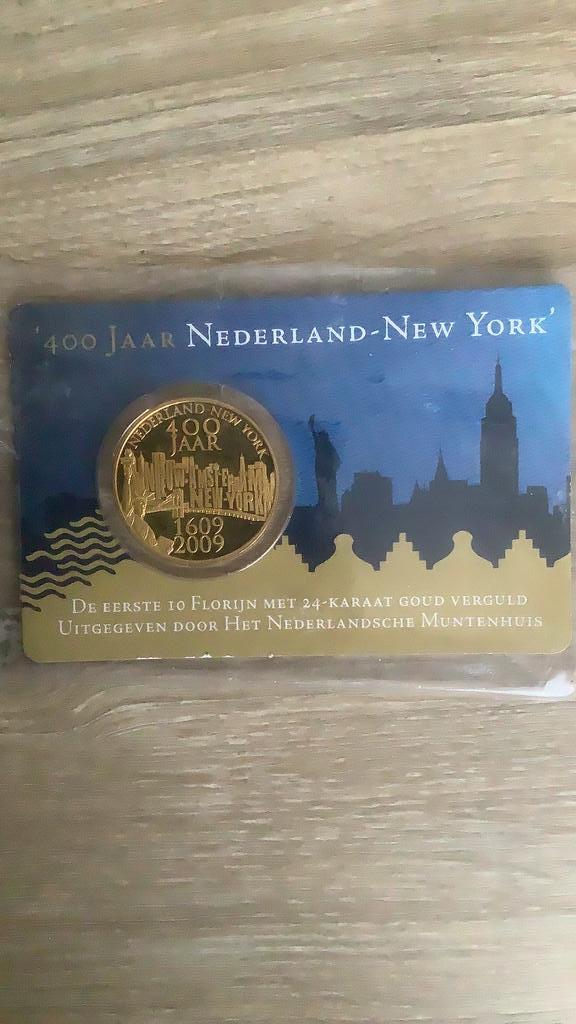 '400 JAAR NEDERLAND-NEW YORK'
NEDERLAND-NEW YORK
400
JAAR
NIEUW-AMSTERDAM
NEW-YORK
1609
2009
DE EERSTE 10 FLORIJN MET 24-KARAAT GOUD VERGULD
UITGEGEVEN DOOR HET NEDERLANDSCHE MUNTENHUIS